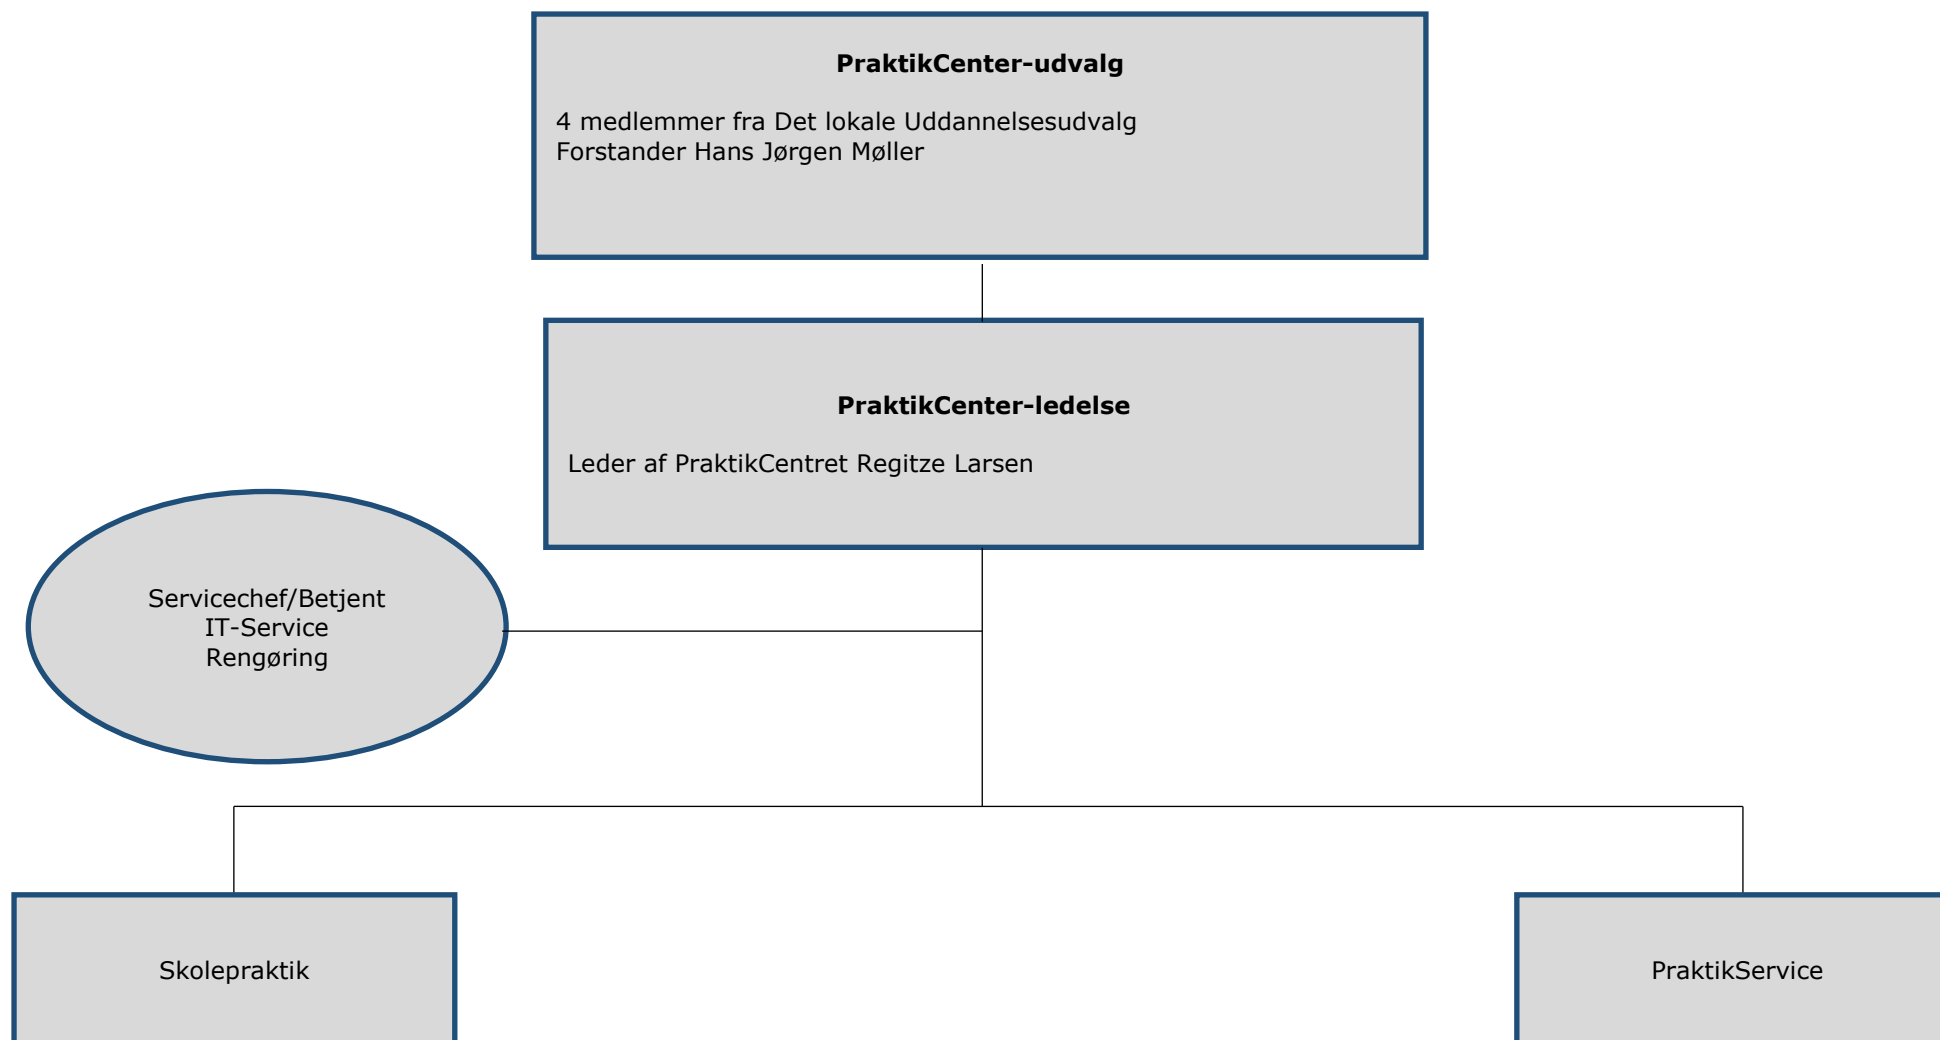 PraktikCenter-udvalg
4 medlemmer fra Det lokale Uddannelsesudvalg
Forstander Hans Jørgen Møller
PraktikCenter-ledelse
Leder af PraktikCentret Regitze Larsen
Servicechef/Betjent
IT-Service
Rengøring
Skolepraktik
PraktikService